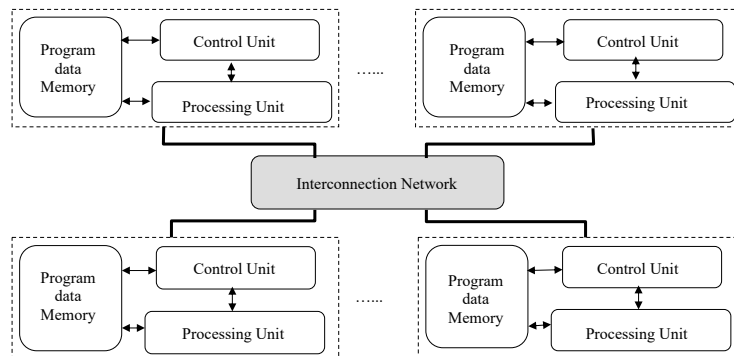 Program
data
Memory
Control Unit
Processing Unit
…...
Program
data
Memory
Control Unit
Processing Unit
Interconnection Network
Program
data
Memory
Control Unit
Processing Unit
…...
Program
data
Memory
Control Unit
Processing Unit